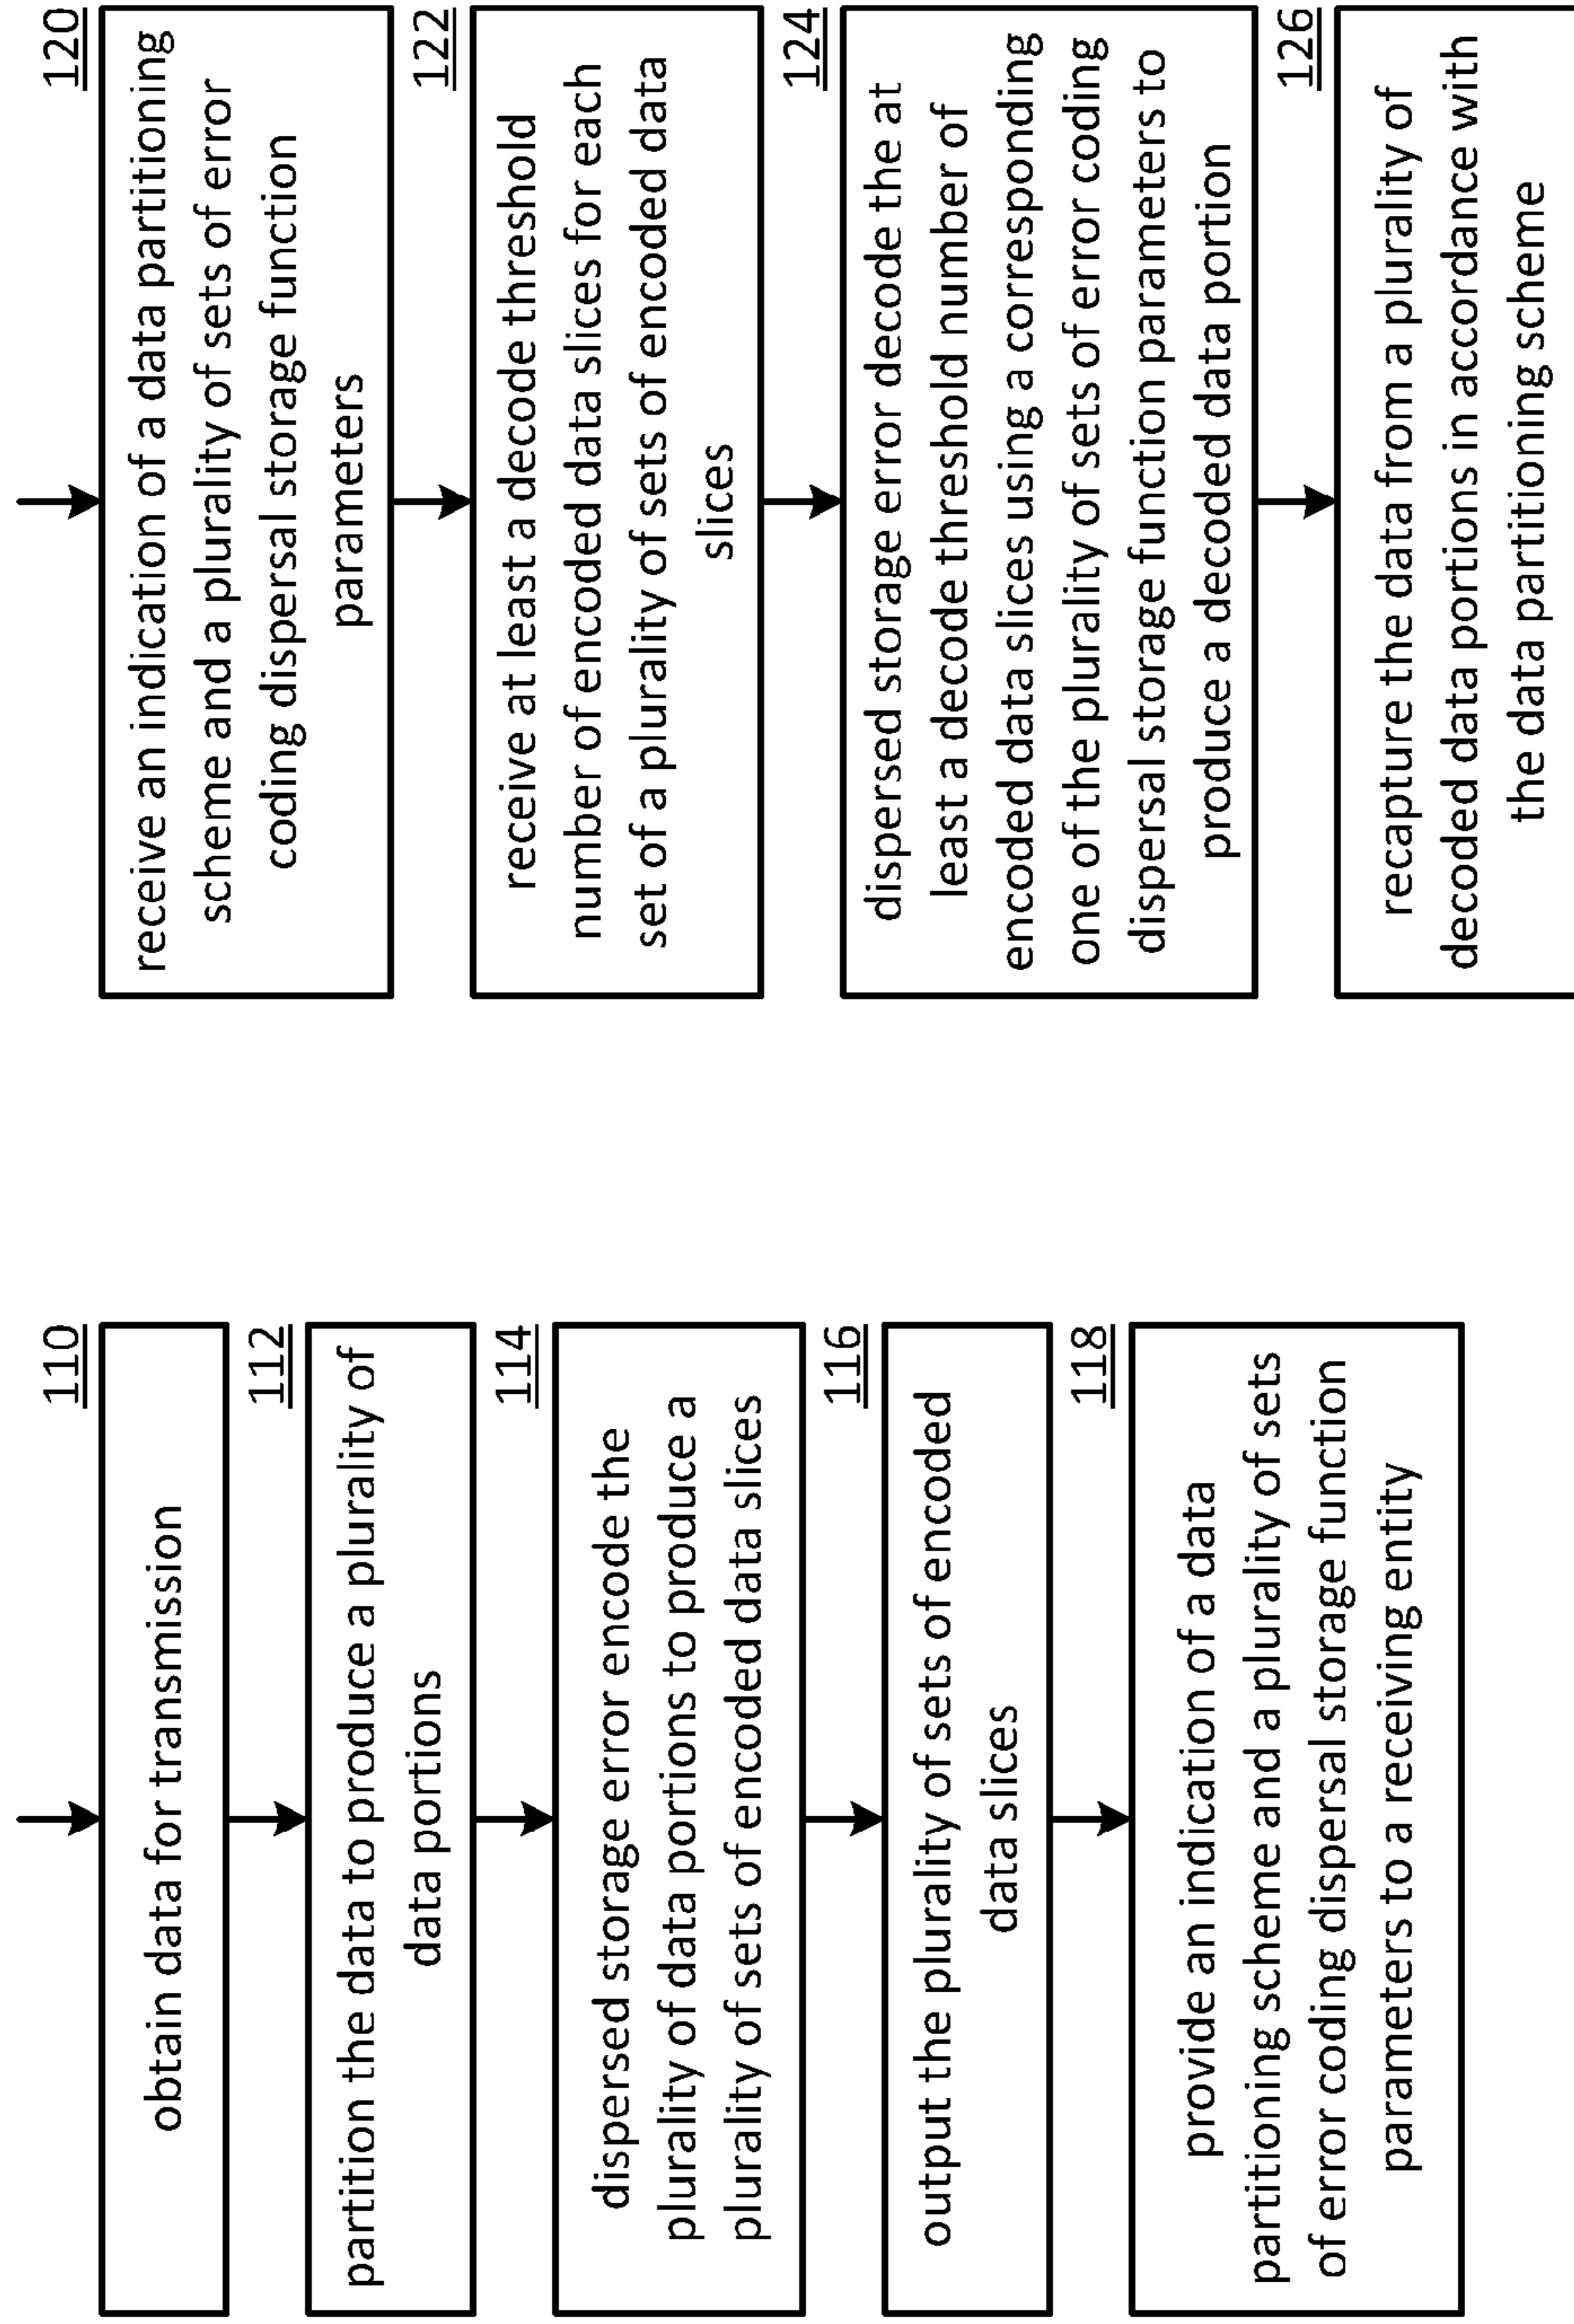 110
obtain data for transmission
112
partition the data to produce a plurality of
data portions
114
dispersed storage error encode the
plurality of data portions to produce a
plurality of sets of encoded data slices
116
output the plurality of sets of encoded
data slices
118
provide an indication of a data
partitioning scheme and a plurality of sets
of error coding dispersal storage function
parameters to a receiving entity
120
receive an indication of a data partitioning
scheme and a plurality of sets of error
coding dispersal storage function
parameters
122
receive at least a decode threshold
number of encoded data slices for each
set of a plurality of sets of encoded data
slices
124
dispersed storage error decode the at
least a decode threshold number of
encoded data slices using a corresponding
one of the plurality of sets of error coding
dispersal storage function parameters to
produce a decoded data portion
126
recapture the data from a plurality of
decoded data portions in accordance with
the data partitioning scheme